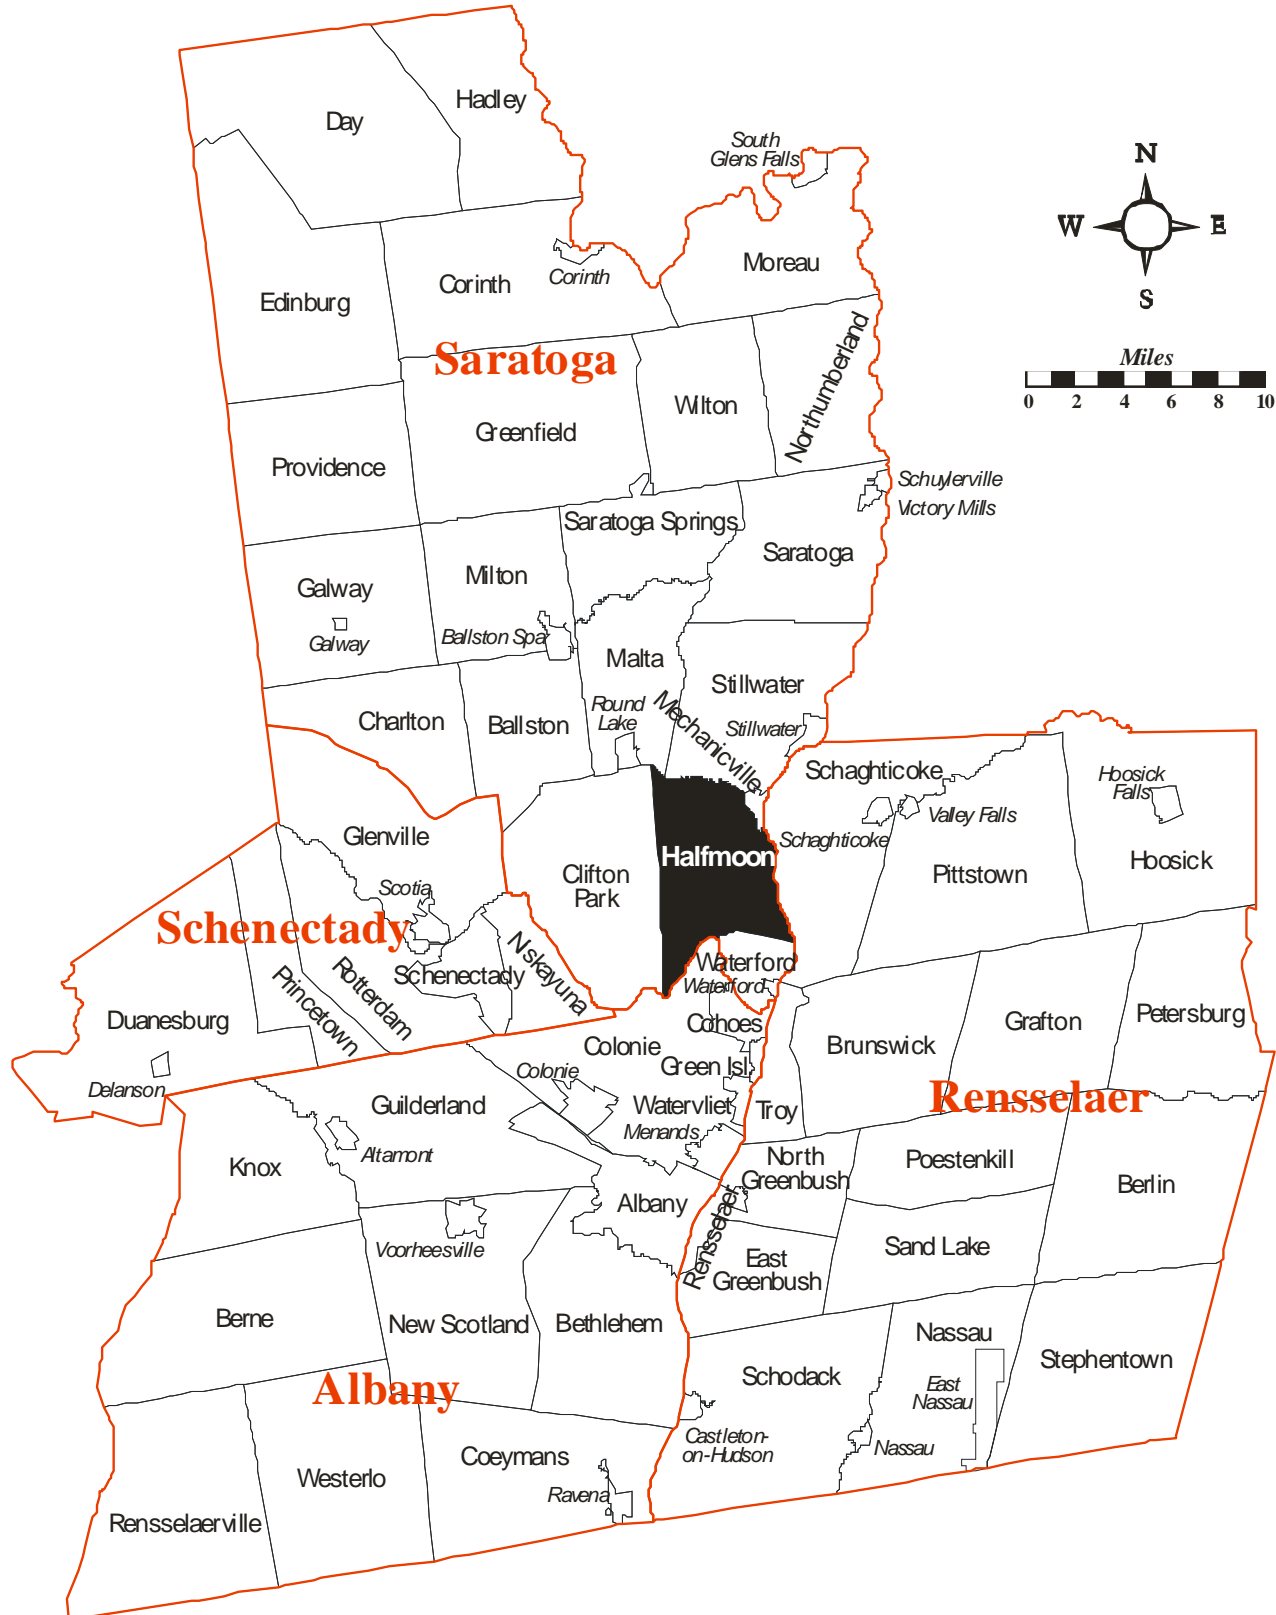 Hadley
Day
South
Glens Falls
N
W
E
S
Moreau
Corinth
Corinth
Edinburg
Miles
0 2 4 6 8 10
Saratoga
Northumberland
Wilton
Greenfield
Providence
Schuylerville
Victory Mills
Saratoga Springs
Saratoga
Milton
Galway
Galway
Ballston Spa
Malta
Stillwater
Round
Lake
Mechanicville
Stillwater
Charlton
Ballston
Schaghticoke
Hoosick
Falls
Valley Falls
Schaghticoke
Glenville
Halfmoon
Hoosick
Clifton
Park
Pittstown
Scotia
Schenectady
Niskayuna
Waterford
Waterford
Schenectady
Rotterdam
Princetown
Duanesburg
Cohoes
Petersburg
Grafton
Brunswick
Colonie
Green Isl.
Colonie
Delanson
Rensselaer
Guilderland
Watervliet
Troy
Menands
Altamont
North
Greenbush
Poestenkill
Knox
Berlin
Albany
Rensselaer
Voorheesville
Sand Lake
East
Greenbush
Berne
New Scotland
Bethlehem
Nassau
Stephentown
Schodack
Albany
East
Nassau
Castleton-
on-Hudson
Nassau
Coeymans
Westerlo
Ravena
Rensselaerville